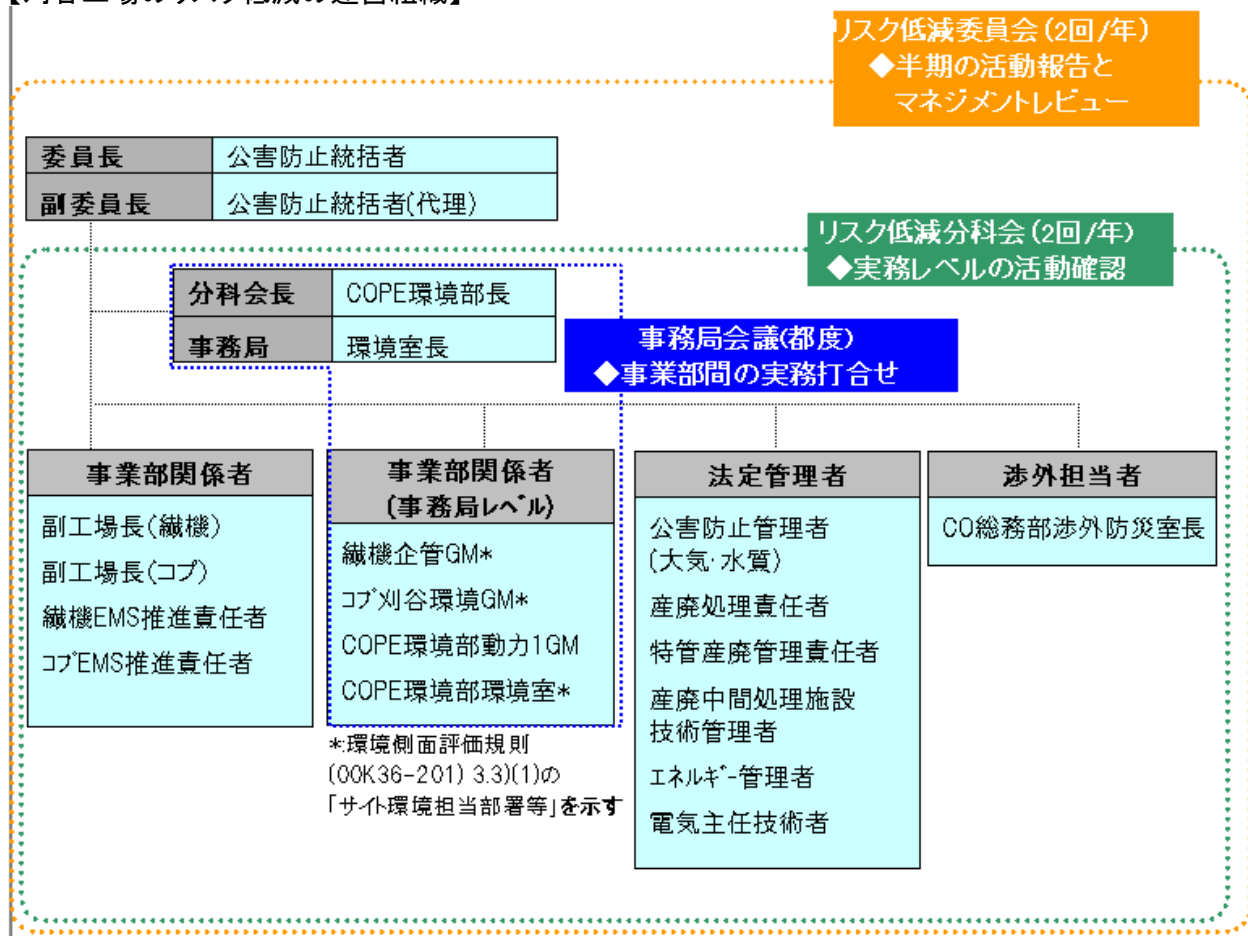 リスク低減委員会(2回/年)
◆半期の活動報告と
マネジメントレビュー
委員長 公害防止統括者
副委員長 公害防止統括者(代理)
リスク低減分科会(2回/年)
◆実務レベルの活動確認
分科会長 COPE環境部長
事務局 環境室長
事務局会議(都度)
◆事業部間の実務打合せ
事業部関係者
副工場長(繊機)
副工場長(コプ)
繊機EMS推進責任者
コプEMS推進責任者
事業部関係者
(事務局レベル)
繊機企管GM*
コプ刈谷環境GM*
COPE環境部動力1GM
COPE環境部環境室*
*:環境側面評価規則
(00K36-201) 3.3)(1)の
「サイト環境担当部署等」を示す
法定管理者
公害防止管理者
(大気・水質)
産廃処理責任者
特管産廃管理責任者
産廃中間処理施設
技術管理者
エネルギー管理者
電気主任技術者
渉外担当者
CO総務部渉外防災室長